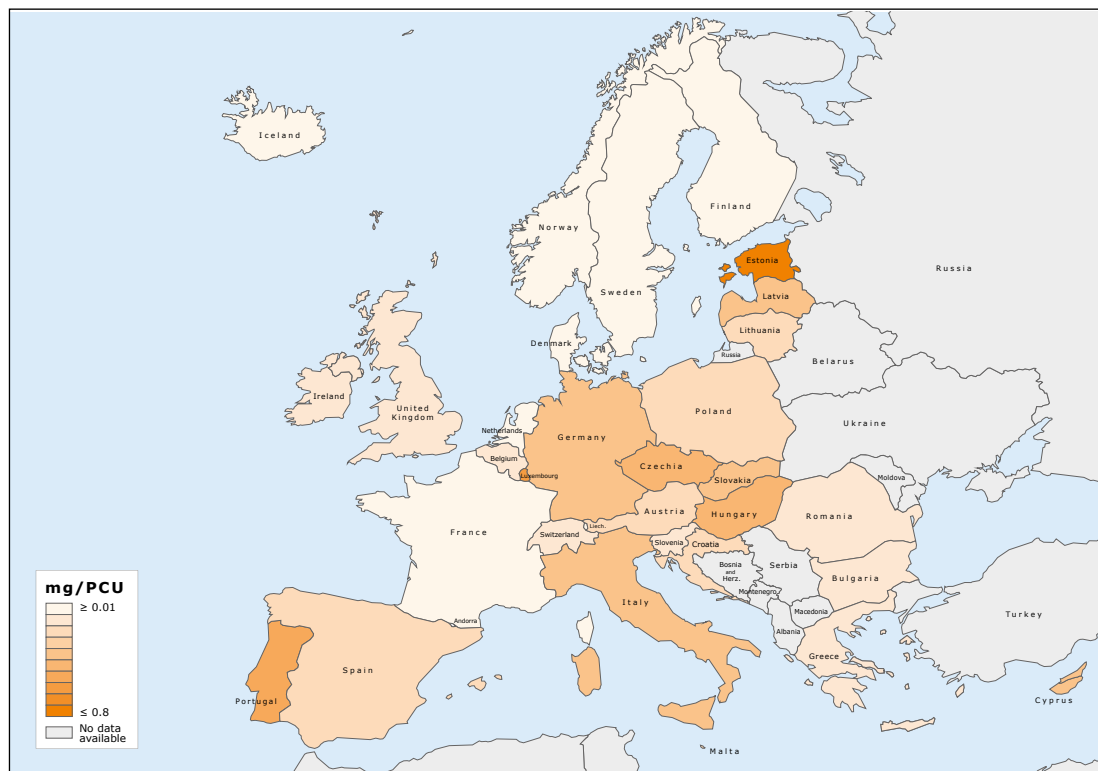 Iceland
Finland
Norway
Sweden
Estonia
Russia
Latvia
Lithuania
Denmark
Russia
Belarus
Ireland
United
Kingdom
Poland
Netherlands
Ukraine
Germany
Belgium
Czechia
Luxembourg
Slovakia
Moldova
Austria
Hungary
Romania
Liech.
France
Switzerland
Slovenia
Croatia
Bosnia
and
Herz.
Serbia
Bulgaria
Montenegro
mg/PCU
≥ 0.01
Italy
Macedonia
Turkey
Andorra
Albania
Greece
Spain
Portugal
Cyprus
≤ 0.8
No data
available
Malta